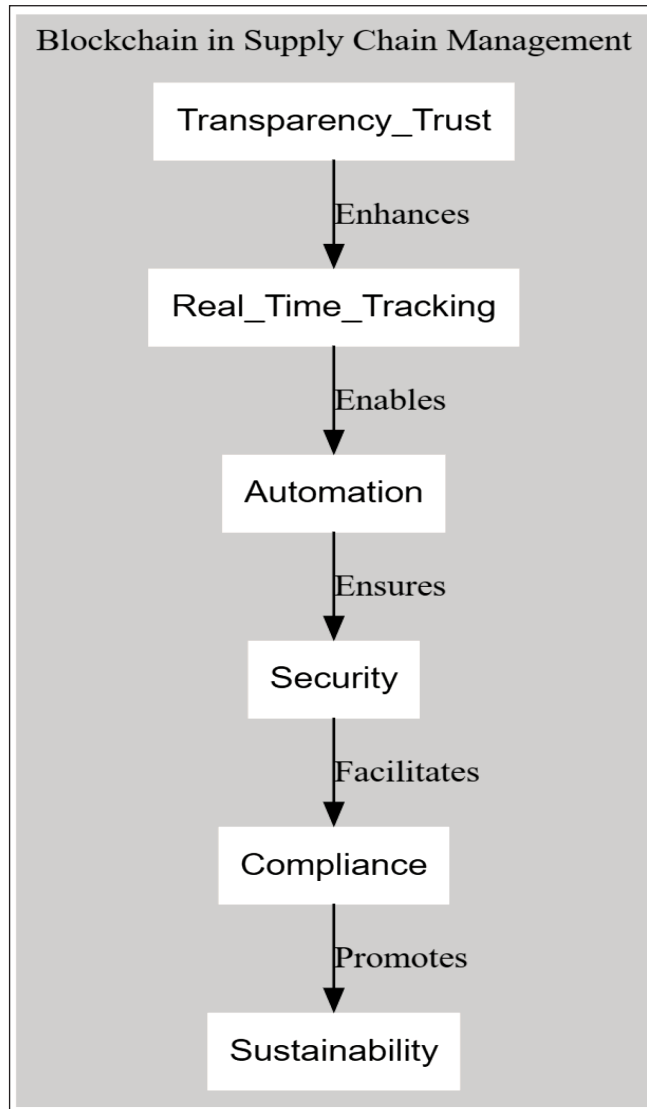 Blockchain in Supply Chain Management
Transparency_Trust
Enhances
Real_Time_Tracking
Enables
Automation
Ensures
Security
Facilitates
Compliance
Promotes
Sustainability